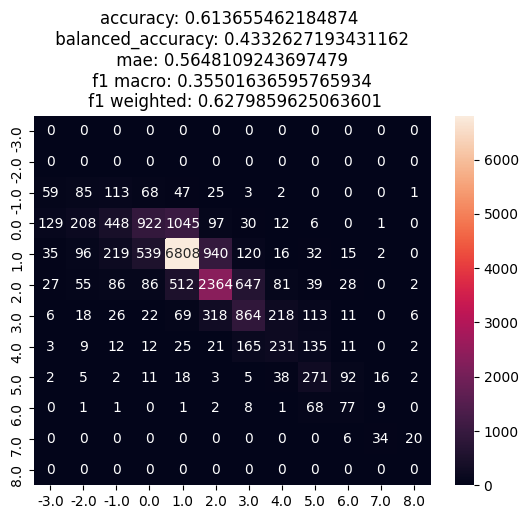 accuracy: 0.613655462184874
balanced_accuracy: 0.4332627193431162
mae: 0.5648109243697479
f1 macro: 0.35501636595765934
f1 weighted: 0.6279859625063601
-3.0 0 0 0 0 0 0 0 0 0 0 0 0
-2.0 0 0 0 0 0 0 0 0 0 0 0 0
-1.0 59 85 113 68 47 25 3 2 0 0 0 1
0.0 129 208 448 922 1045 97 30 12 6 0 1 0
1.0 35 96 219 539 6808 940 120 16 32 15 2 0
2.0 27 55 86 86 512 2364 647 81 39 28 0 2
3.0 6 18 26 22 69 318 864 218 113 11 0 6
4.0 3 9 12 12 25 21 165 231 135 11 0 2
5.0 2 5 2 11 18 3 5 38 271 92 16 2
6.0 0 1 1 0 1 2 8 1 68 77 9 0
7.0 0 0 0 0 0 0 0 0 0 6 34 20
8.0 0 0 0 0 0 0 0 0 0 0 0 0
-3.0 -2.0 -1.0 0.0 1.0 2.0 3.0 4.0 5.0 6.0 7.0 8.0
6000
5000
4000
3000
2000
1000
0